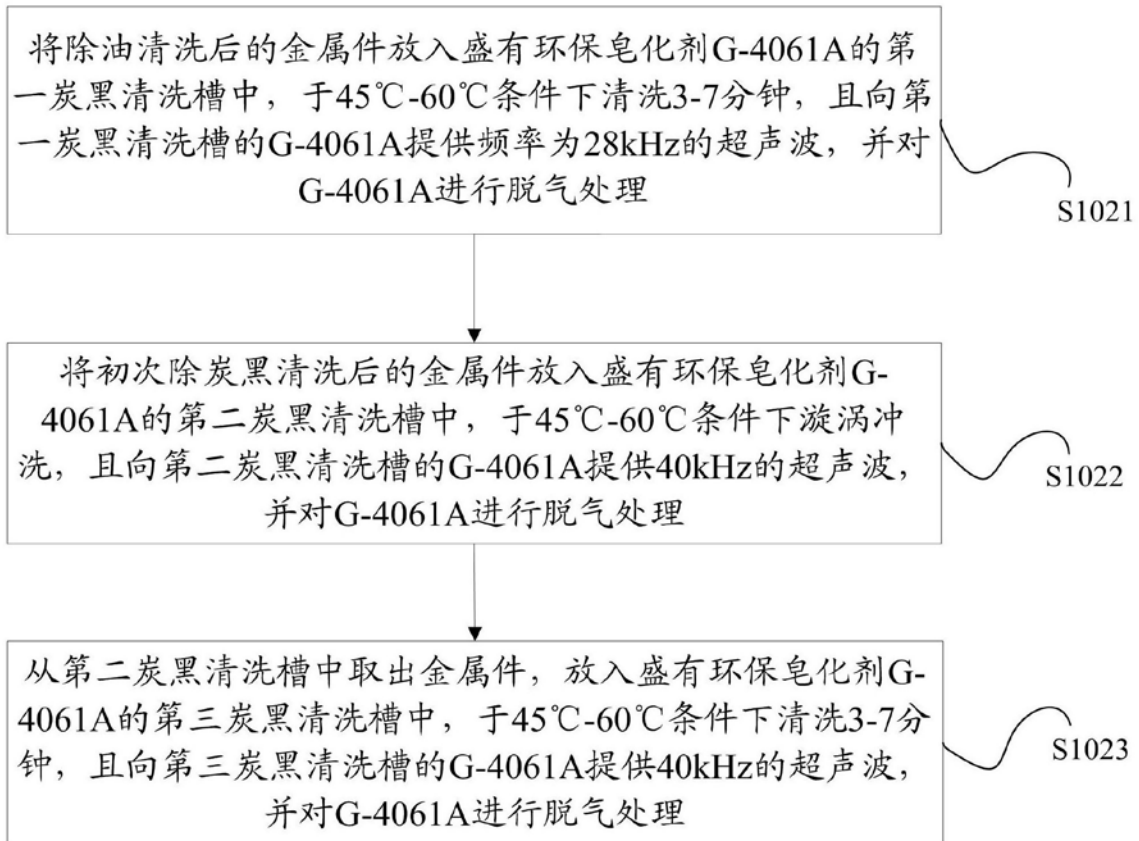 将除油清洗后的金属件放入盛有环保皂化剂G-4061A的第
一炭黑清洗槽中，于45℃-60℃条件下清洗3-7分钟，且向第
一炭黑清洗槽的G-4061A提供频率为28kHz的超声波，并对
G-4061A进行脱气处理
S1021
将初次除炭黑清洗后的金属件放入盛有环保皂化剂G-
4061A的第二炭黑清洗槽中，于45℃-60℃条件下漩涡冲
洗，且向第二炭黑清洗槽的G-4061A提供40kHz的超声波，
并对G-4061A进行脱气处理
S1022
从第二炭黑清洗槽中取出金属件，放入盛有环保皂化剂G-
4061A的第三炭黑清洗槽中，于45℃-60℃条件下清洗3-7分
钟，且向第三炭黑清洗槽的G-4061A提供40kHz的超声波，
并对G-4061A进行脱气处理
S1023